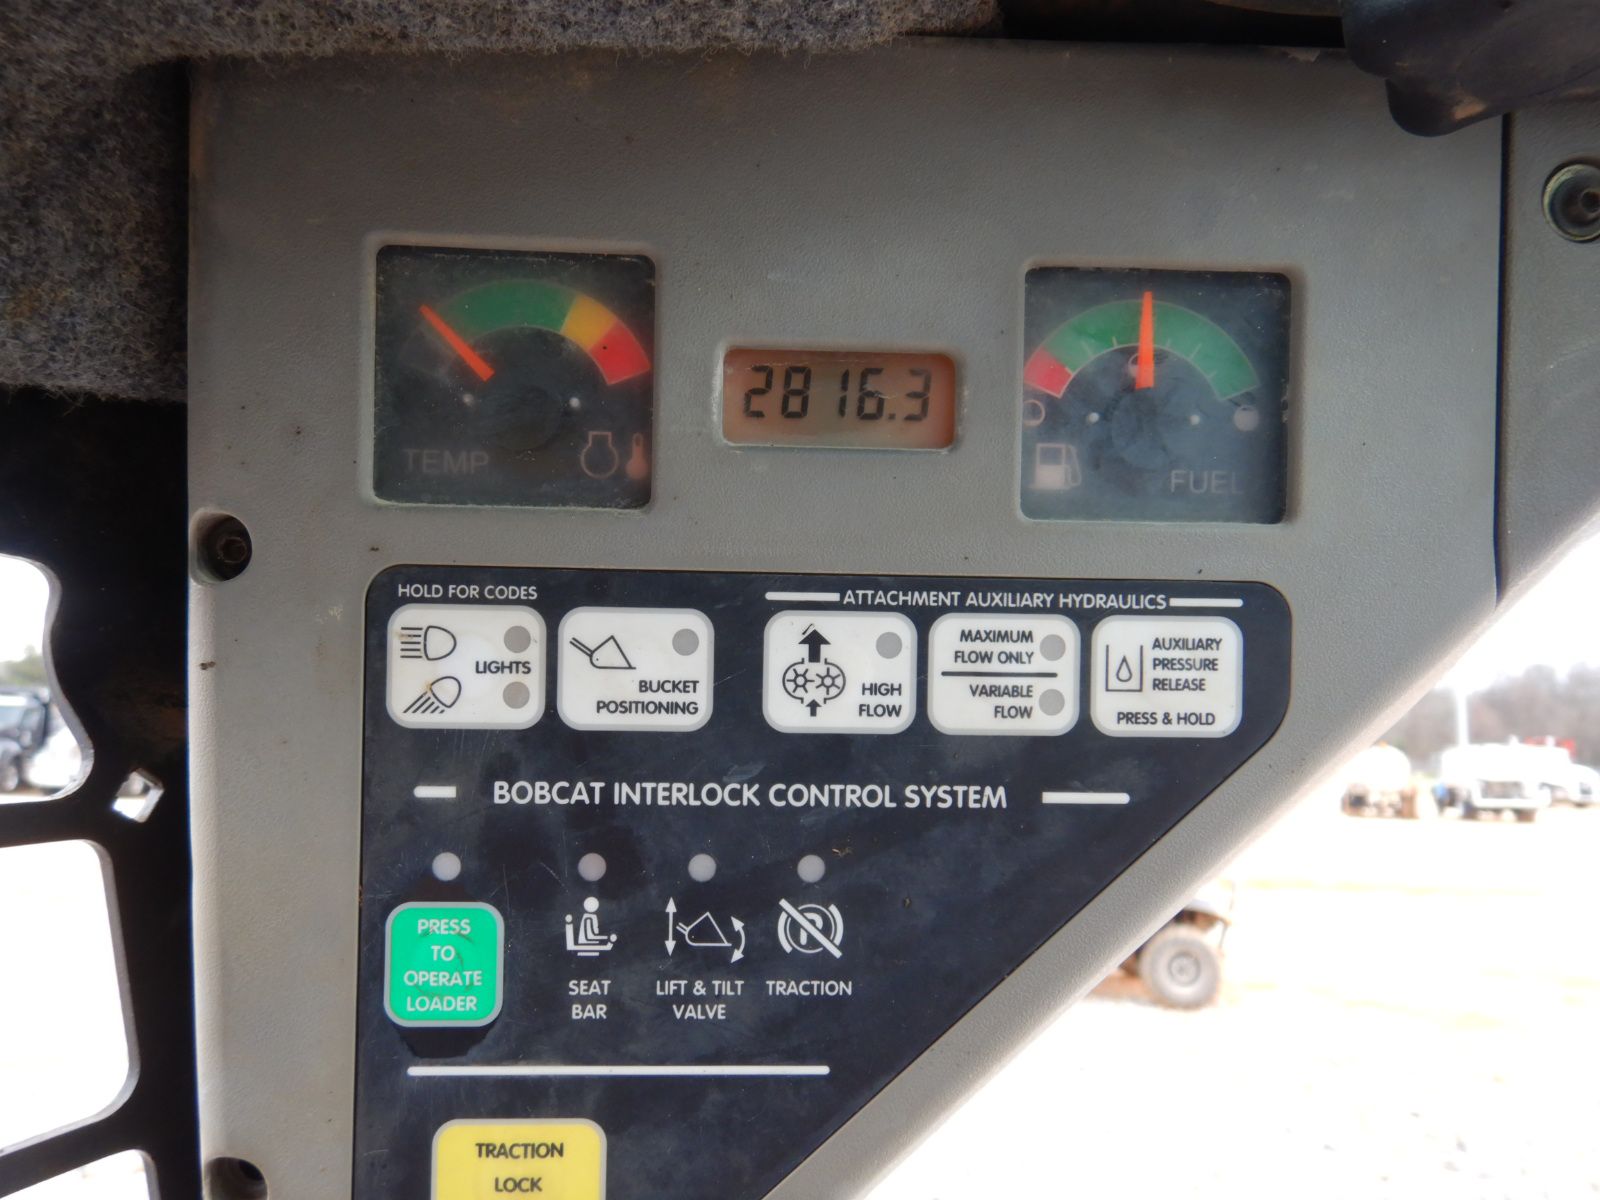 2816.3
TEMP
FUEL
HOLD FOR CODES
ATTACHMENT AUXILIARY HYDRAULICS
LIGHTS
BUCKET
POSITIONING
HIGH
FLOW
MAXIMUM
FLOW ONLY
VARIABLE
FLOW
AUXILIARY
PRESSURE
RELEASE
PRESS & HOLD
BOBCAT INTERLOCK CONTROL SYSTEM
PRESS
TO
OPERATE
LOADER
SEAT
BAR
LIFT & TILT
VALVE
TRACTION
TRACTION
LOCK